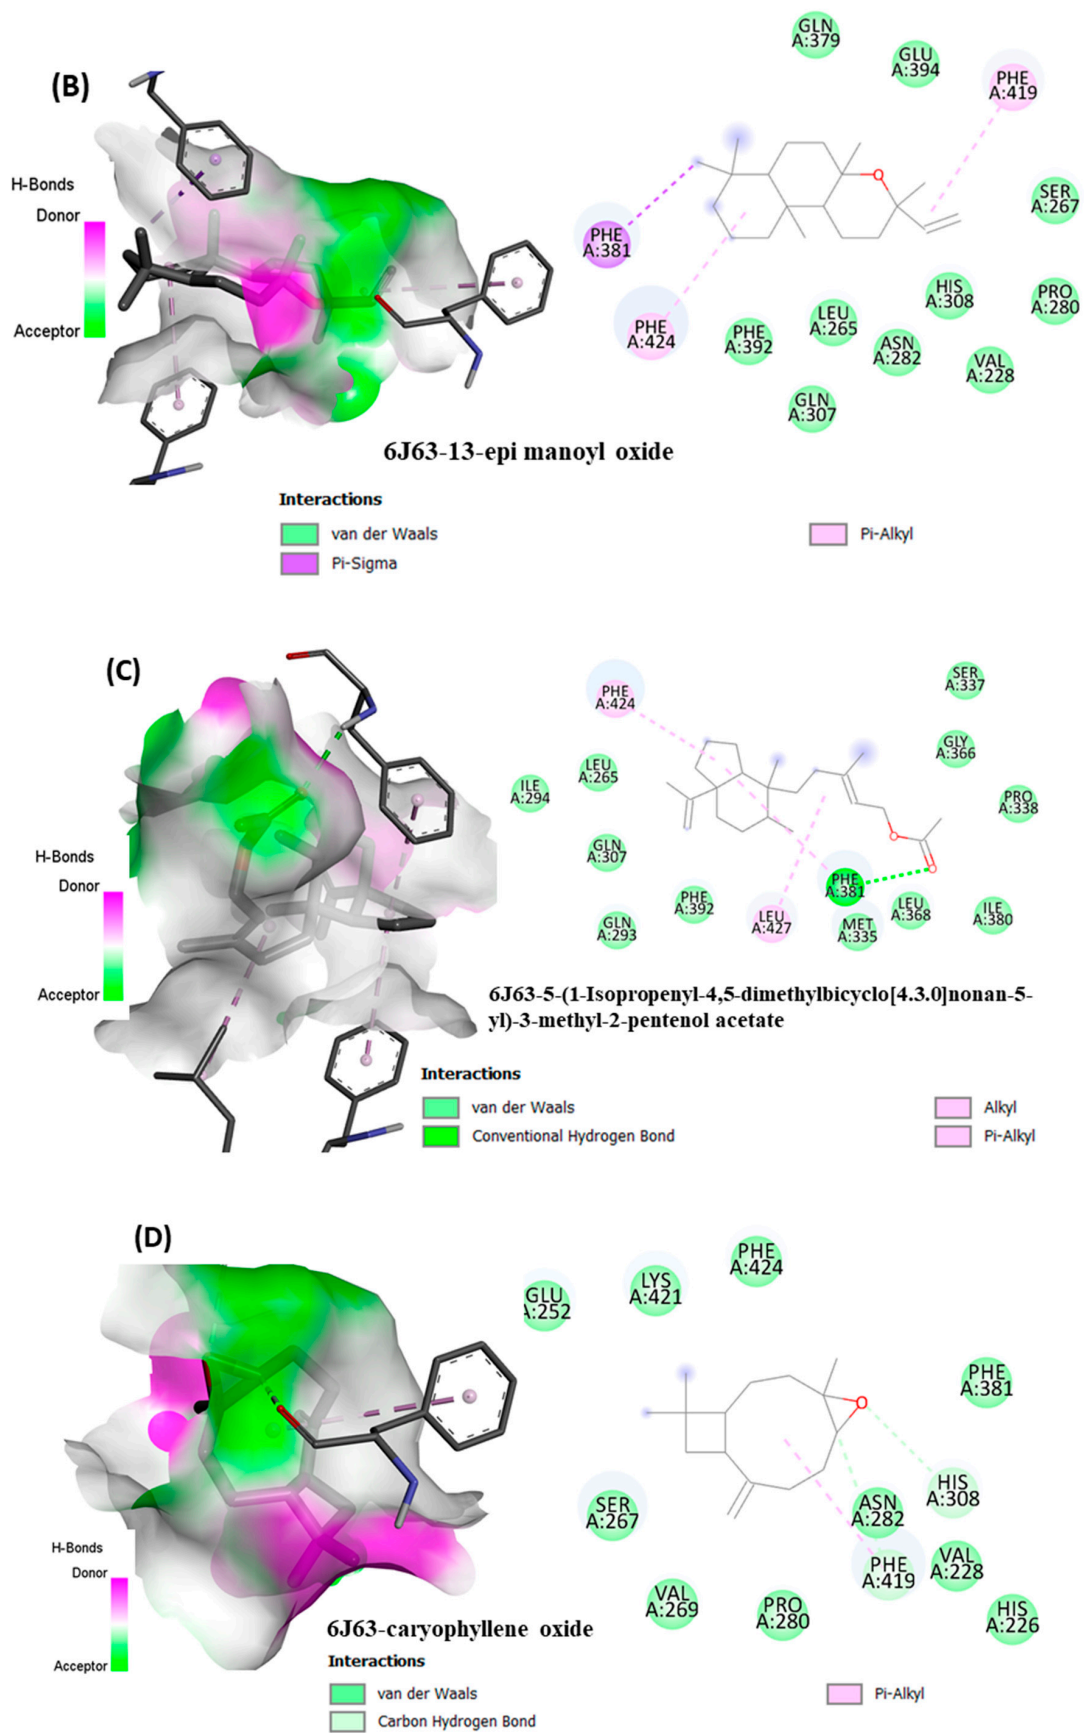 (B)
H-Bonds
Donor
Acceptor
GLN
A:379
GLU
A:394
PHE
A:419
SER
A:267
PHE
A:381
HIS
A:308
PRO
A:280
PHE
A:424
PHE
A:392
LEU
A:265
ASN
A:282
VAL
A:228
GLN
A:307
O
6J63-13-epi manoyl oxide
Interactions
van der Waals
Pi-Sigma
Pi-Alkyl
(C)
H-Bonds
Donor
Acceptor
PHE
A:424
SER
A:337
GLY
A:366
LEU
A:265
ILE
A:294
PRO
A:338
GLN
A:307
PHE
A:392
PHE
A:381
LEU
A:368
ILE
A:380
GLN
A:293
LEU
A:427
MET
A:335
O
O
6J63-5-(1-Isopropenyl-4,5-dimethylbicyclo[4.3.0]nonan-5-
yl)-3-methyl-2-pentenol acetate
Interactions
van der Waals
Conventional Hydrogen Bond
Alkyl
Pi-Alkyl
(D)
H-Bonds
Donor
Acceptor
GLU
A:252
LYS
A:421
PHE
A:424
PHE
A:381
O
HIS
A:308
SER
A:267
ASN
A:282
PHE
A:419
VAL
A:228
VAL
A:269
PRO
A:280
HIS
A:226
6J63-caryophyllene oxide
Interactions
van der Waals
Carbon Hydrogen Bond
Pi-Alkyl